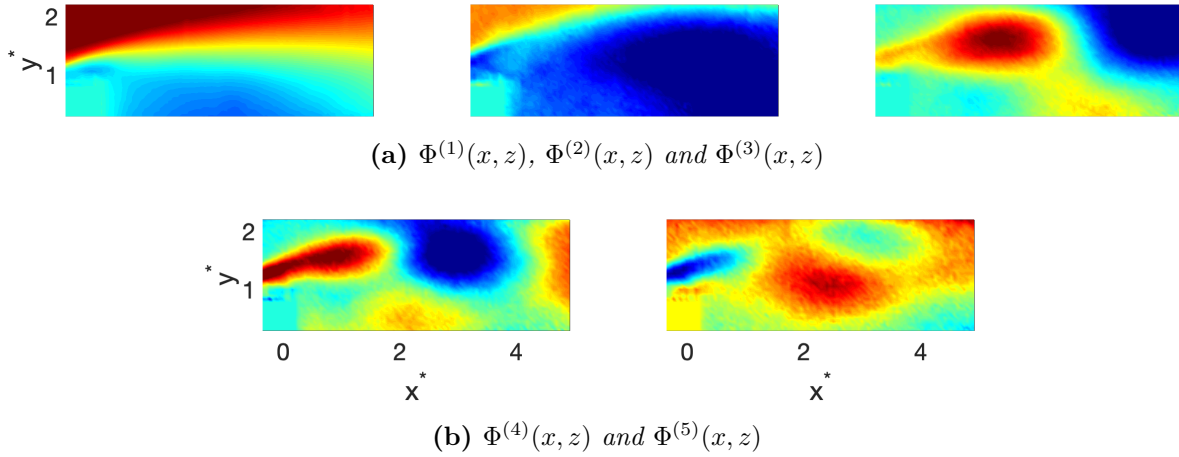 2
y*
1
(a) Φ(1)(x, z), Φ(2)(x, z) and Φ(3)(x, z)
2
y*
1
0 2 4 0 2 4
x* x*
(b) Φ(4)(x, z) and Φ(5)(x, z)